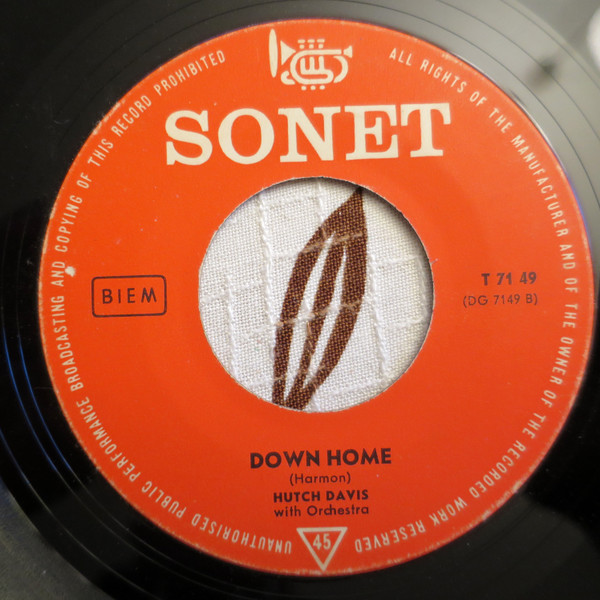 ALL RIGHTS OF THE MANUFACTURER AND OF THE OWNER OF THE RECORDED WORK RESERVED
UNAUTHORISED PUBLIC PERFORMANCE BROADCASTING AND COPYING OF THIS RECORD PROHIBITED
SONET
BIEM
T 71 49
(DG 7149 B)
DOWN HOME
(Harmon)
HUTCH DAVIS
with Orchestra
45